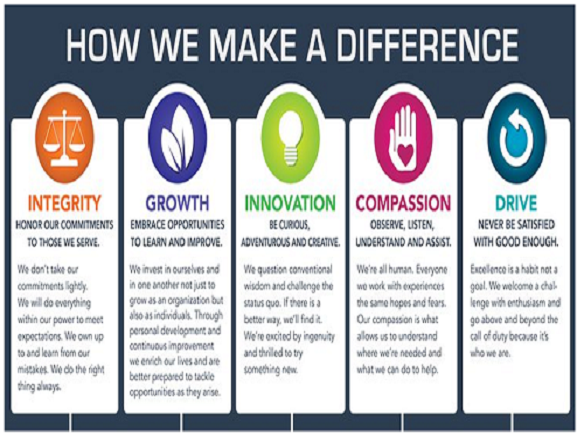 HOW WE MAKE A DIFFERENCE
INTEGRITY
HONOR OUR COMMITMENTS
TO THOSE WE SERVE.
We don't take our
commitments lightly.
We will do everything
within our power to meet
expectations. We own up
to and learn from our
mistakes. We do the right
thing always.
GROWTH
EMBRACE OPPORTUNITIES
TO LEARN AND IMPROVE.
We invest in ourselves and
in one another not just to
grow as an organization but
also as individuals. Through
personal development and
continuous improvement
we enrich our lives and are
better prepared to tackle
opportunities as they arise.
INNOVATION
BE CURIOUS,
ADVENTUROUS AND CREATIVE.
We question conventional
wisdom and challenge the
status quo. If there is a
better way, we'll find it.
We're excited by ingenuity
and thrilled to try
something new.
COMPASSION
OBSERVE, LISTEN,
UNDERSTAND AND ASSIST.
We're all human. Everyone
we work with experiences
the same hopes and fears.
Our compassion is what
allows us to understand
where we're needed and
what we can do to help.
DRIVE
NEVER BE SATISFIED
WITH GOOD ENOUGH.
Excellence is a habit not a
goal. We welcome a chal-
lenge with enthusiasm and
go above and beyond the
call of duty because it's
who we are.